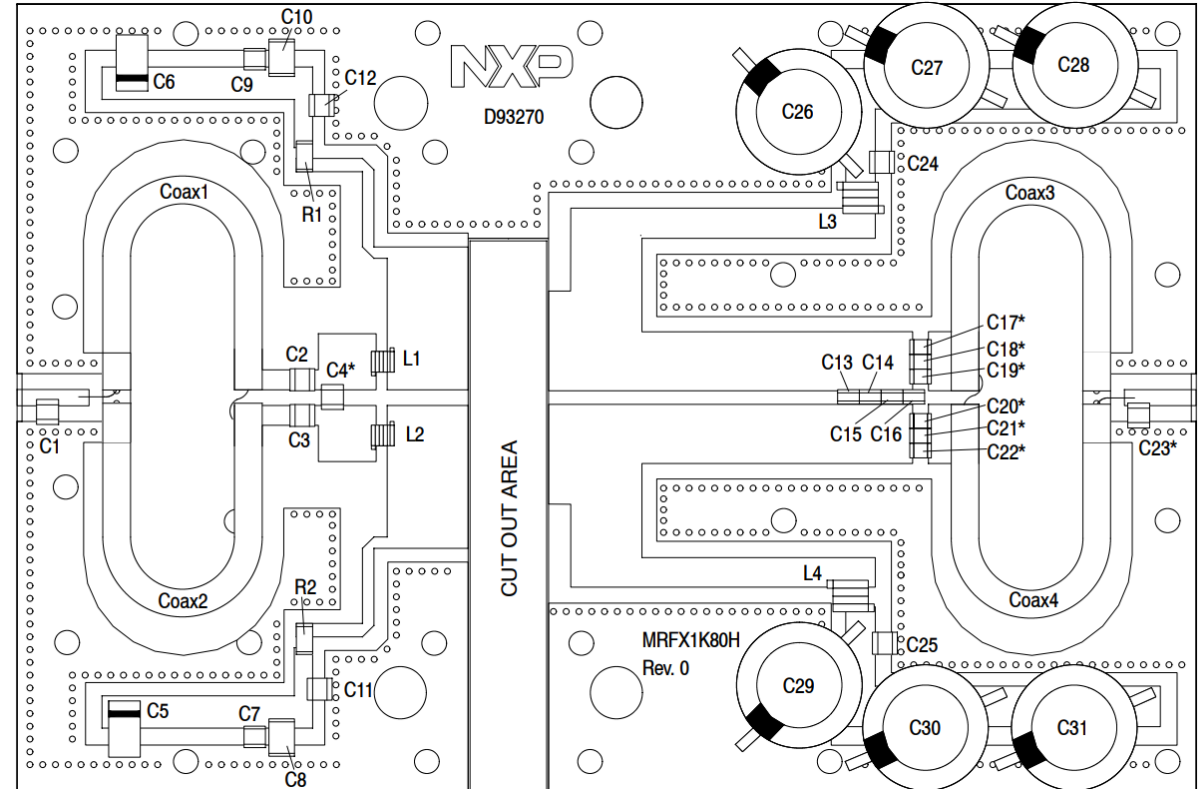 C10
C27
C28
NXP
C6
C9
C12
C26
D93270
C24
Coax1
R1
L3
Coax3
C17*
C2
L1
C18*
C4*
C13 C14
C19*
C20*
C1
C3
L2
C15 C16
C21*
C23*
C22*
CUT OUT AREA
L4
R2
Coax2
Coax4
MRFX1K80H
C25
Rev. 0
C11
C29
C5
C7
C30
C31
C8